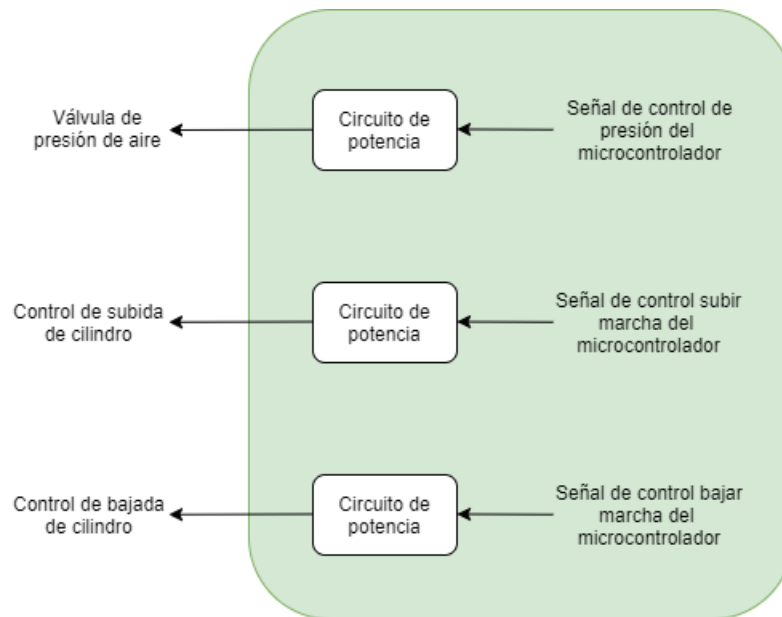 Válvula de
presión de aire
Circuito de
potencia
Señal de control de
presión del
microcontrolador
Control de subida
de cilindro
Circuito de
potencia
Señal de control subir
marcha del
microcontrolador
Control de bajada
de cilindro
Circuito de
potencia
Señal de control bajar
marcha del
microcontrolador